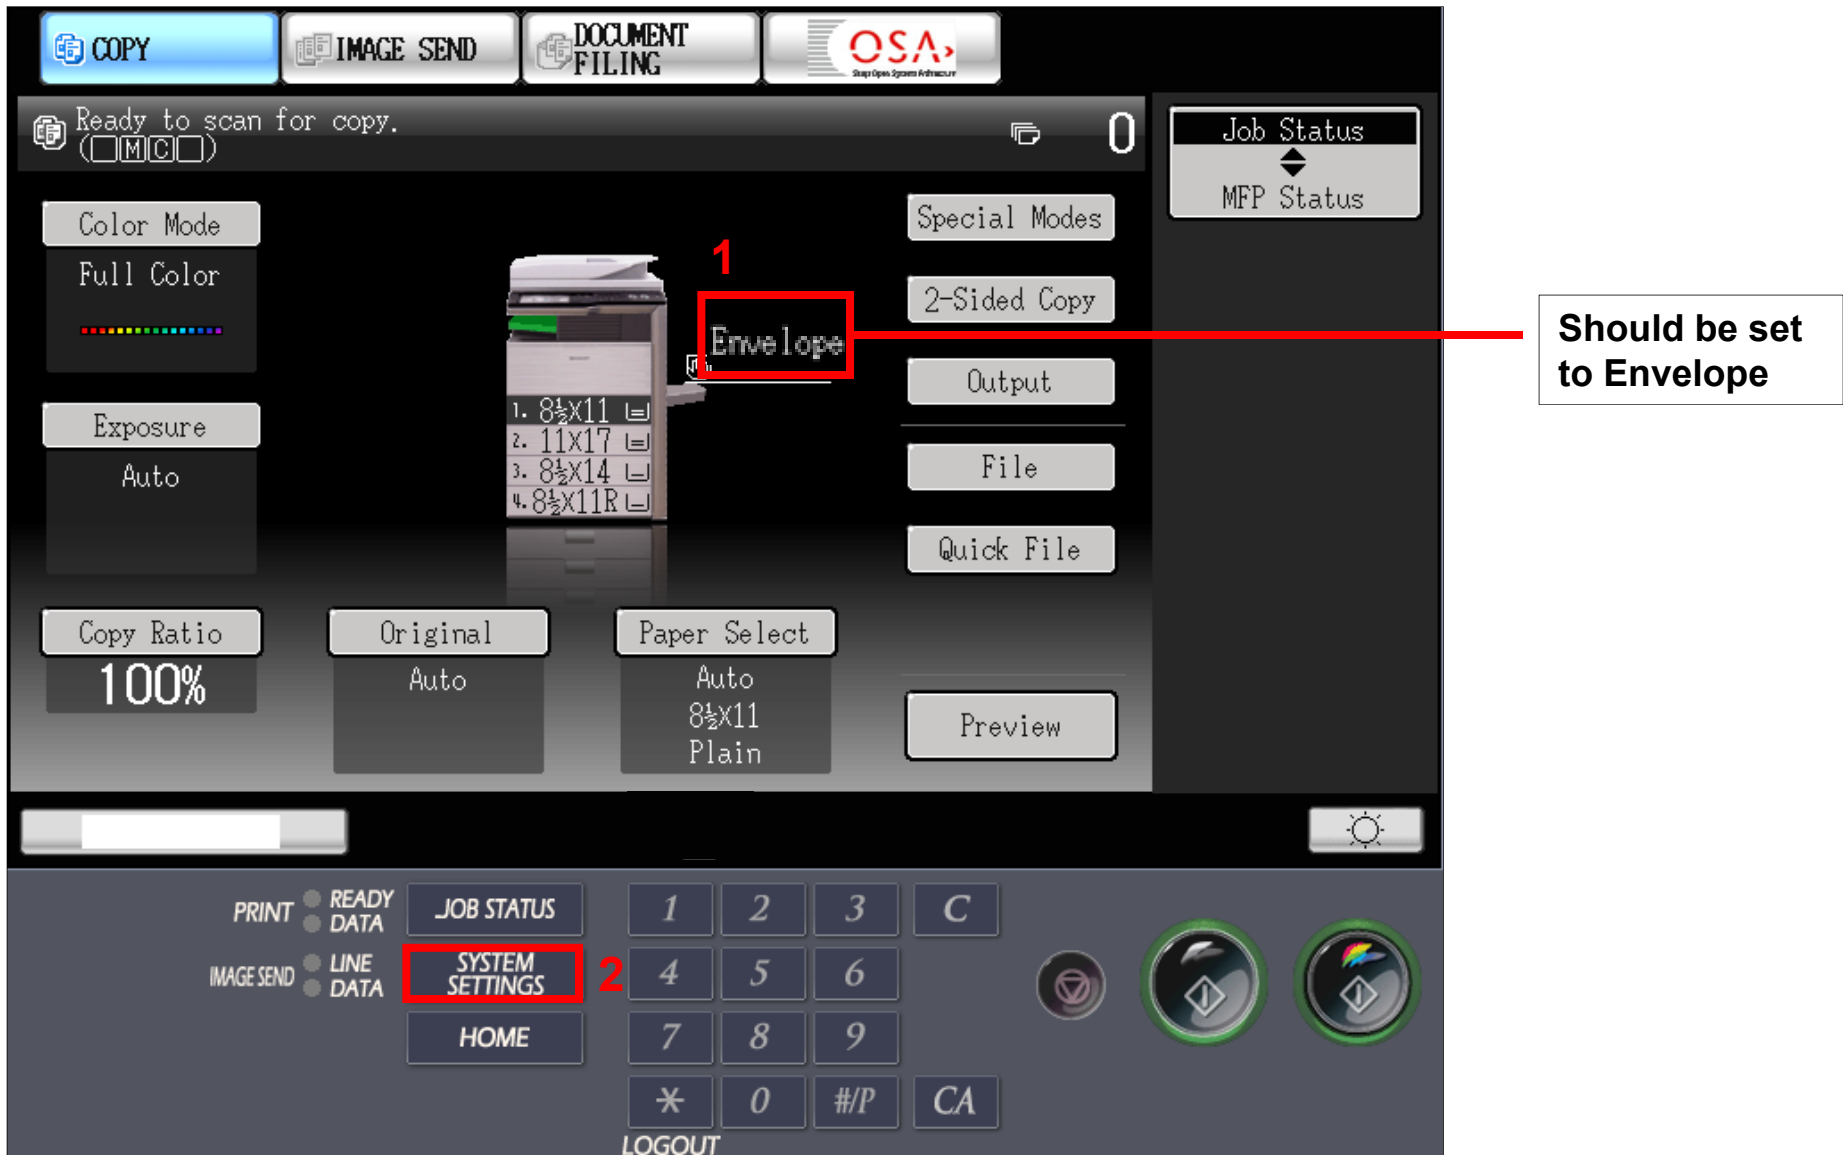 COPY
IMAGE SEND
DOCUMENT
FILING
OSA
Ready to scan for copy.
(MC)
0
Job Status
MFP Status
Color Mode
Full Color
Exposure
Auto
Copy Ratio
100%
Original
Auto
Paper Select
Auto
8½X11
Plain
1
Envelope
1. 8½X11
2. 11X17
3. 8½X14
4. 8½X11R
Special Modes
2-Sided Copy
Output
File
Quick File
Preview
Should be set
to Envelope
PRINT
READY
DATA
IMAGE SEND
LINE
DATA
JOB STATUS
SYSTEM
SETTINGS
2
HOME
1 2 3 C
4 5 6
7 8 9
* 0 #/P CA
LOGOUT